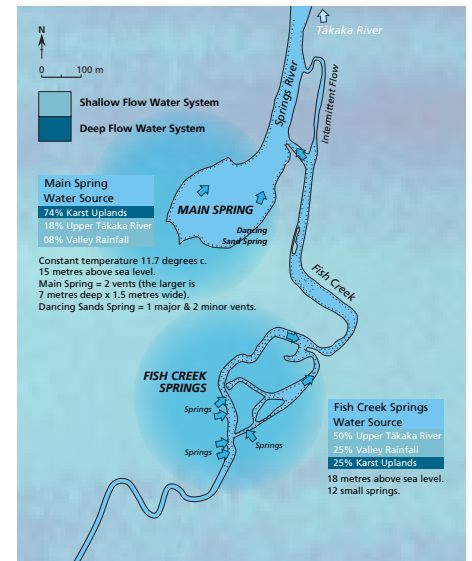 Tākaka River
N
0 100 m
Springs River
Intermittent Flow
Shallow Flow Water System
Deep Flow Water System
Main Spring
Water Source
74% Karst Uplands
18% Upper Tākaka River
08% Valley Rainfall
MAIN SPRING
Dancing
Sand Spring
Constant temperature 11.7 degrees c.
15 metres above sea level.
Main Spring = 2 vents (the larger is
7 metres deep x 1.5 metres wide).
Dancing Sands Spring = 1 major & 2 minor vents.
Fish Creek
FISH CREEK
SPRINGS
Springs
Springs
Springs
Fish Creek Springs
Water Source
50% Upper Tākaka River
25% Valley Rainfall
25% Karst Uplands
18 metres above sea level.
12 small springs.